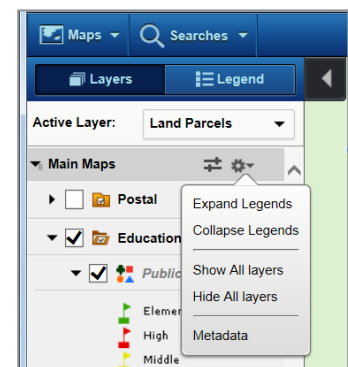 Maps Searches
Layers Legend
Active Layer: Land Parcels
Main Maps
Postal
Education
Public
High
Middle
Expand Legends
Collapse Legends
Show All layers
Hide All layers
Metadata